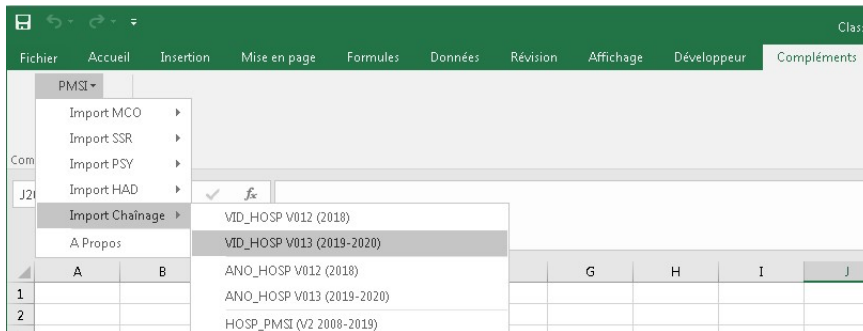 Clas
Fichier Accueil Insertion Mise en page Formules Données Révision Affichage Développeur Compléments
PMSI
Import MCO
Import SSR
Import PSY
Import HAD
Import Chaînage
A Propos
Com
J20
fx
VID_HOSP V012 (2018)
VID_HOSP V013 (2019-2020)
ANO_HOSP V012 (2018)
ANO_HOSP V013 (2019-2020)
HOSP_PMSI (V2 2008-2019)
A B G H I J
1
2